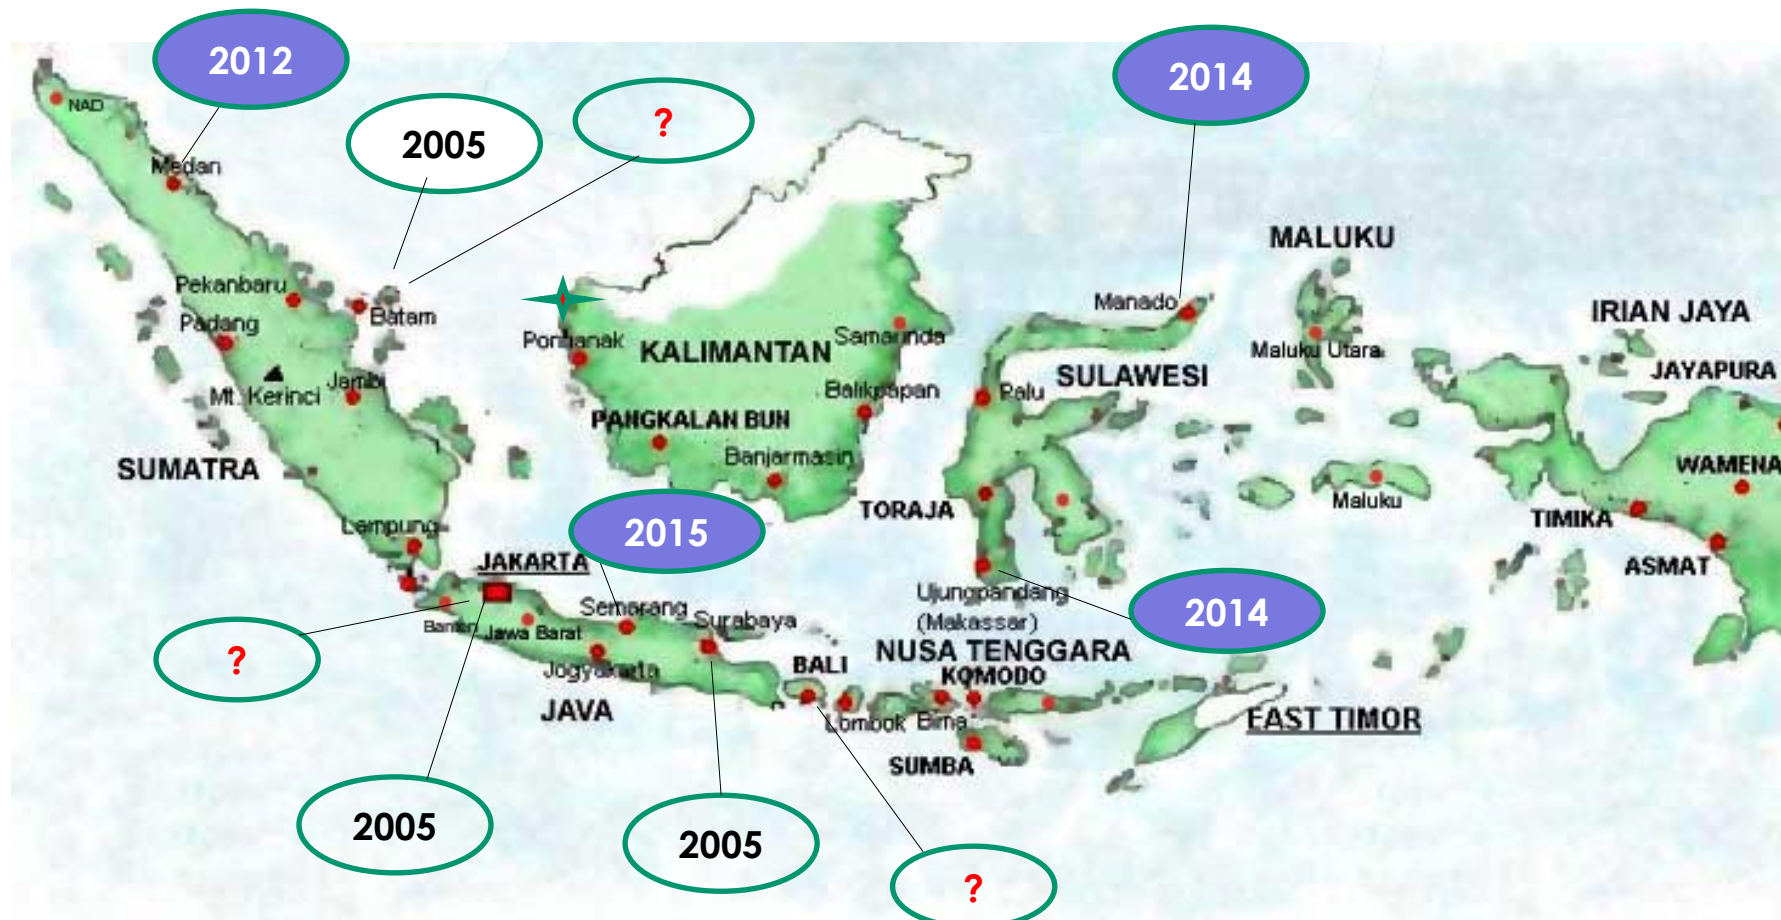 2012
2014
?
2005
NAD
Medan
MALUKU
Pekanbaru
Manado
IRIAN JAYA
Batam
Padang
Pontianak
KALIMANTAN
Samarinda
Maluku Utara
JAYAPURA
Mt. Kerinci
Jambi
SULAWESI
Palu
Balikpapan
PANGKALAN BUN
Banjarmasin
SUMATRA
WAMENA
Maluku
TORAJA
TIMIKA
Lampung
2015
JAKARTA
ASMAT
Ujungpandang
(Makassar)
2014
Semarang
Surabaya
Banten
Jawa Barat
?
Jogyakarta
BALI
NUSA TENGGARA
KOMODO
JAVA
Lombok
Bima
EAST TIMOR
SUMBA
2005
2005
?